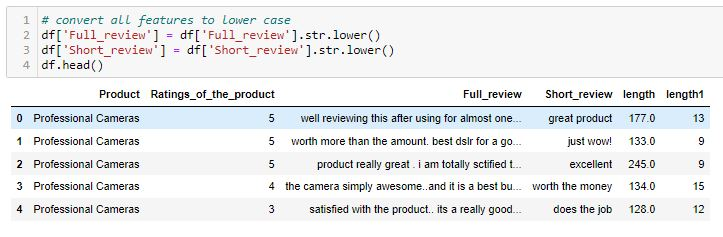 1 # convert all features to lower case
2 df['Full_review'] = df['Full_review'].str.lower()
3 df['Short_review'] = df['Short_review'].str.lower()
4 df.head()
Product Ratings_of_the_product Full_review Short_review length length1
0 Professional Cameras 5 well reviewing this after using for almost one... great product 177.0 13
1 Professional Cameras 5 worth more than the amount. best dslr for a go... just wow! 133.0 9
2 Professional Cameras 5 product really great . i am totally sctified t... excellent 245.0 9
3 Professional Cameras 4 the camera simply awesome..and it is a best bu... worth the money 134.0 15
4 Professional Cameras 3 satisfied with the product.. its a really good... does the job 128.0 12